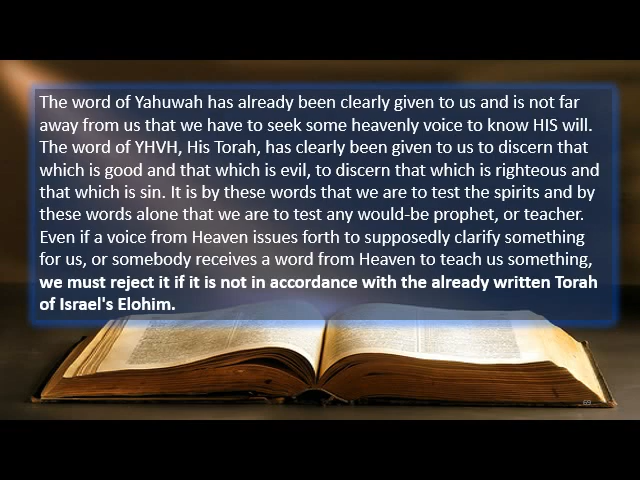 The word of Yahuwah has already been clearly given to us and is not far
away from us that we have to seek some heavenly voice to know HIS will.
The word of YHVH, His Torah, has clearly been given to us to discern that
which is good and that which is evil, to discern that which is righteous and
that which is sin. It is by these words that we are to test the spirits and by
these words alone that we are to test any would-be prophet, or teacher.
Even if a voice from Heaven issues forth to supposedly clarify something
for us, or somebody receives a word from Heaven to teach us something,
we must reject it if it is not in accordance with the already written Torah
of Israel's Elohim.
69